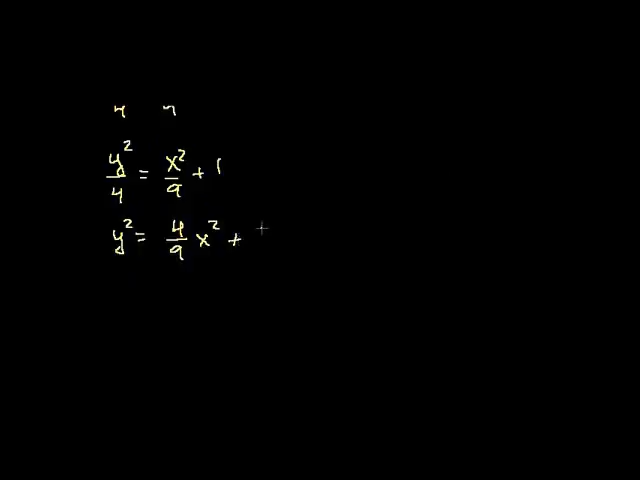 y²/4 = x²/9 + 1
y² = 4/9 x² +